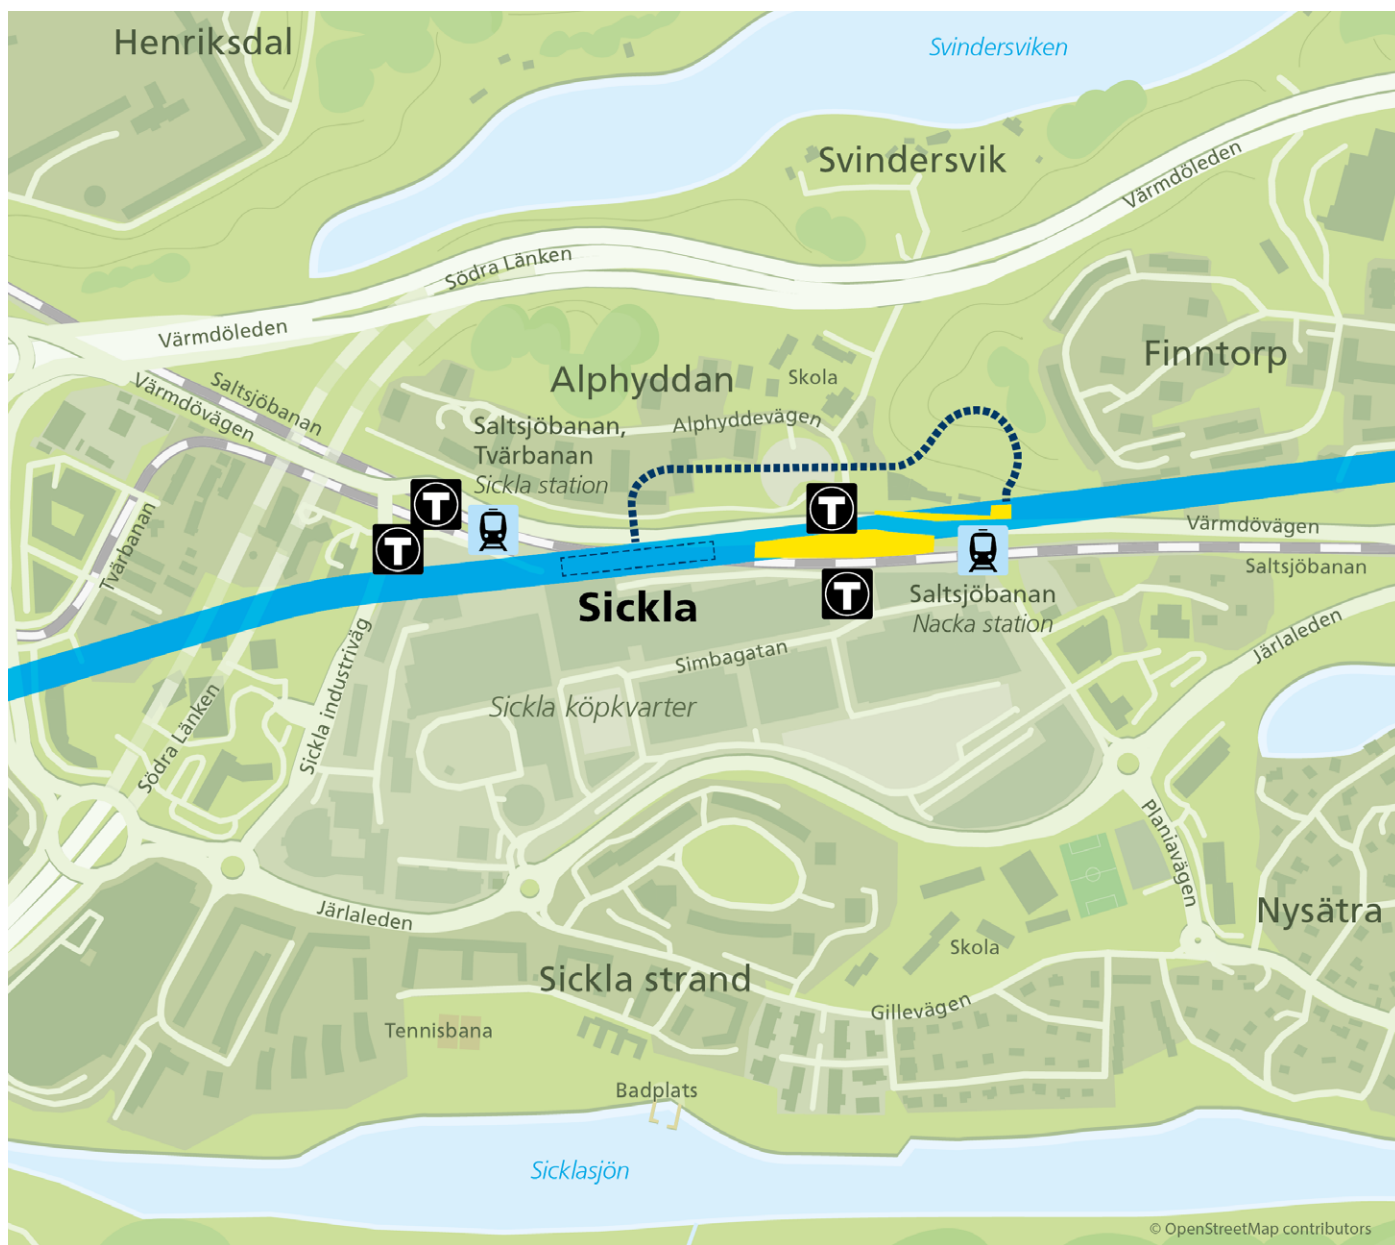 Henriksdal
Svindersviken
Svindersvik
Värmdöleden
Södra Länken
Värmdöleden
Finntorp
Saltsjöbanan
Värmdövägen
Alphyddan
Skola
Alphyddevägen
Saltsjöbanan,
Tvärbanan
Sickla station
T
T
T
T
Tvärbanan
Värmdövägen
Saltsjöbanan
Sickla
Saltsjöbanan
Nacka station
Järlaleden
Simbagatan
Sickla industriväg
Sickla köpkvarter
Södra Länken
Planiavägen
Järlaleden
Nysätra
Skola
Sickla strand
Gillevägen
Tennisbana
Badplats
Sicklasjön
© OpenStreetMap contributors